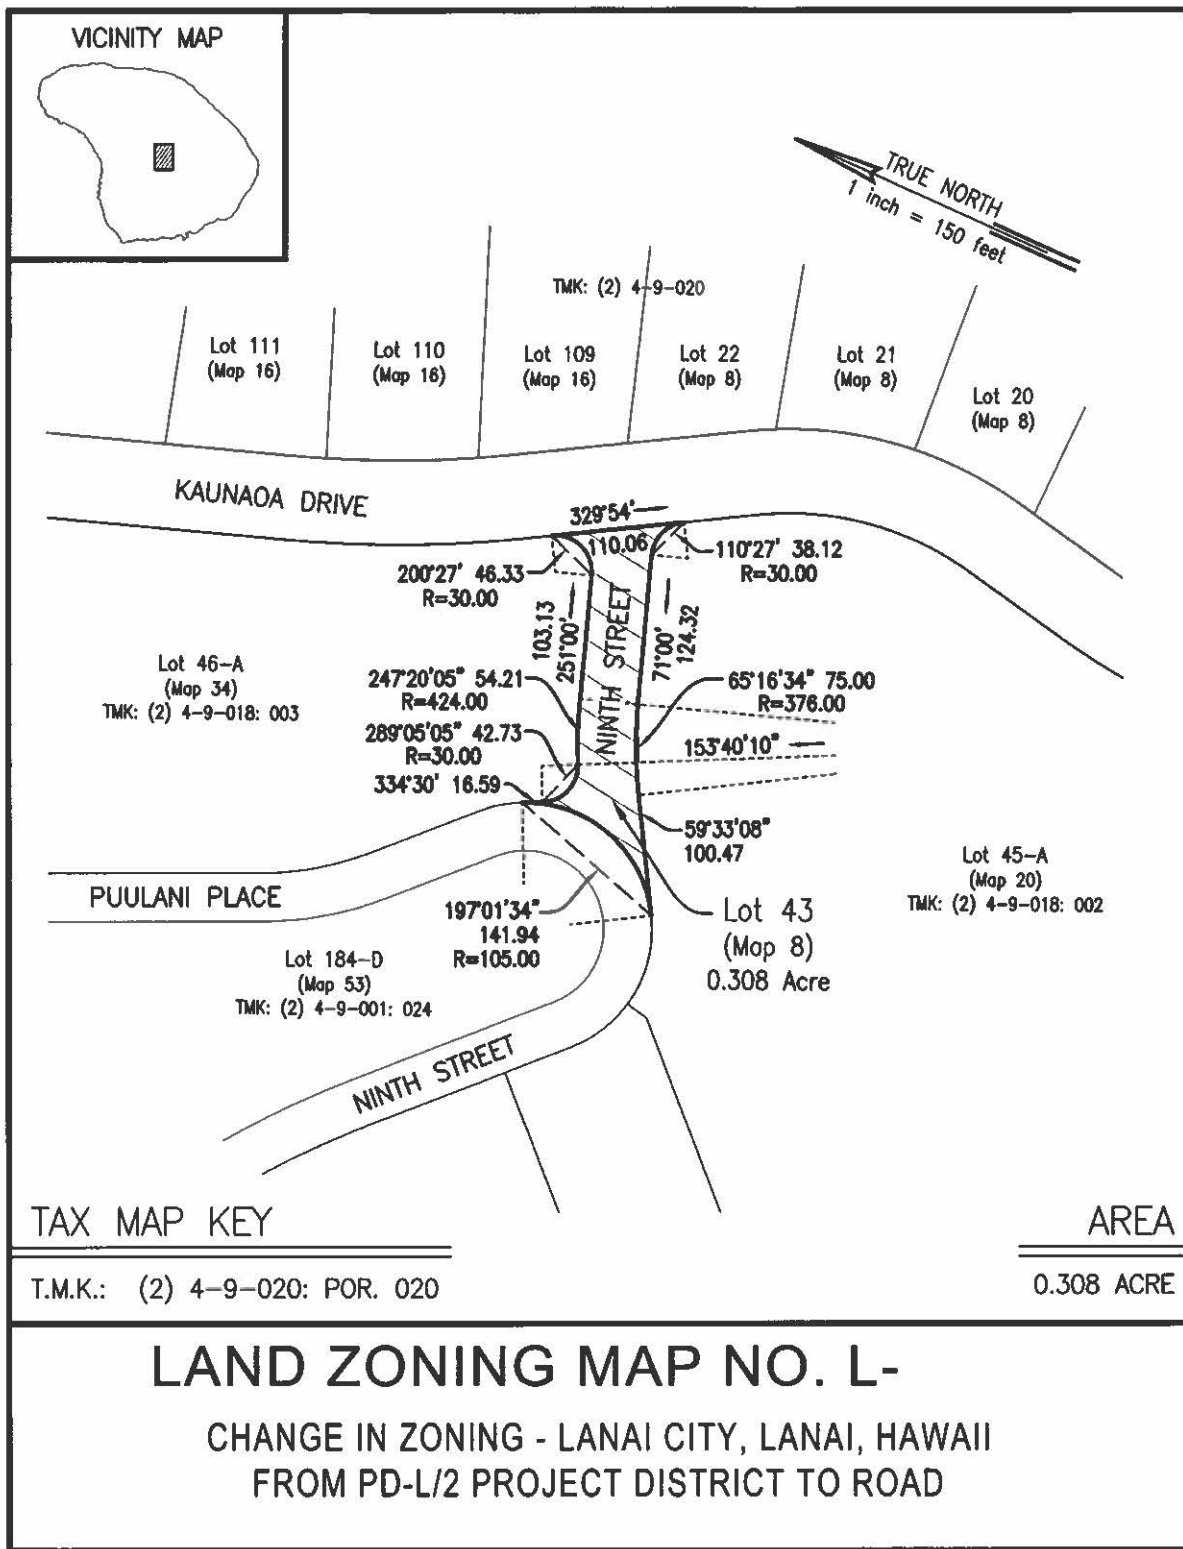 VICINITY MAP
TRUE NORTH
1 inch = 150 feet
TMK: (2) 4-9-020
Lot 111
(Map 16)
Lot 110
(Map 16)
Lot 109
(Map 16)
Lot 22
(Map 8)
Lot 21
(Map 8)
Lot 20
(Map 8)
KAUNAOA DRIVE
329°54'
110.06
200°27' 46.33
R=30.00
110°27' 38.12
R=30.00
103.13
251°00'
NINTH STREET
71°00'
124.32
Lot 46-A
(Map 34)
TMK: (2) 4-9-018: 003
247°20'05" 54.21
R=424.00
65°16'34" 75.00
R=376.00
289°05'05" 42.73
R=30.00
153°40'10"
334°30' 16.59
59°33'08"
100.47
PUULANI PLACE
197°01'34"
141.94
R=105.00
Lot 43
(Map 8)
0.308 Acre
Lot 45-A
(Map 20)
TMK: (2) 4-9-018: 002
Lot 184-D
(Map 53)
TMK: (2) 4-9-001: 024
NINTH STREET
TAX MAP KEY
AREA
T.M.K.: (2) 4-9-020: POR. 020
0.308 ACRE
LAND ZONING MAP NO. L-
CHANGE IN ZONING - LANAI CITY, LANAI, HAWAII
FROM PD-L/2 PROJECT DISTRICT TO ROAD